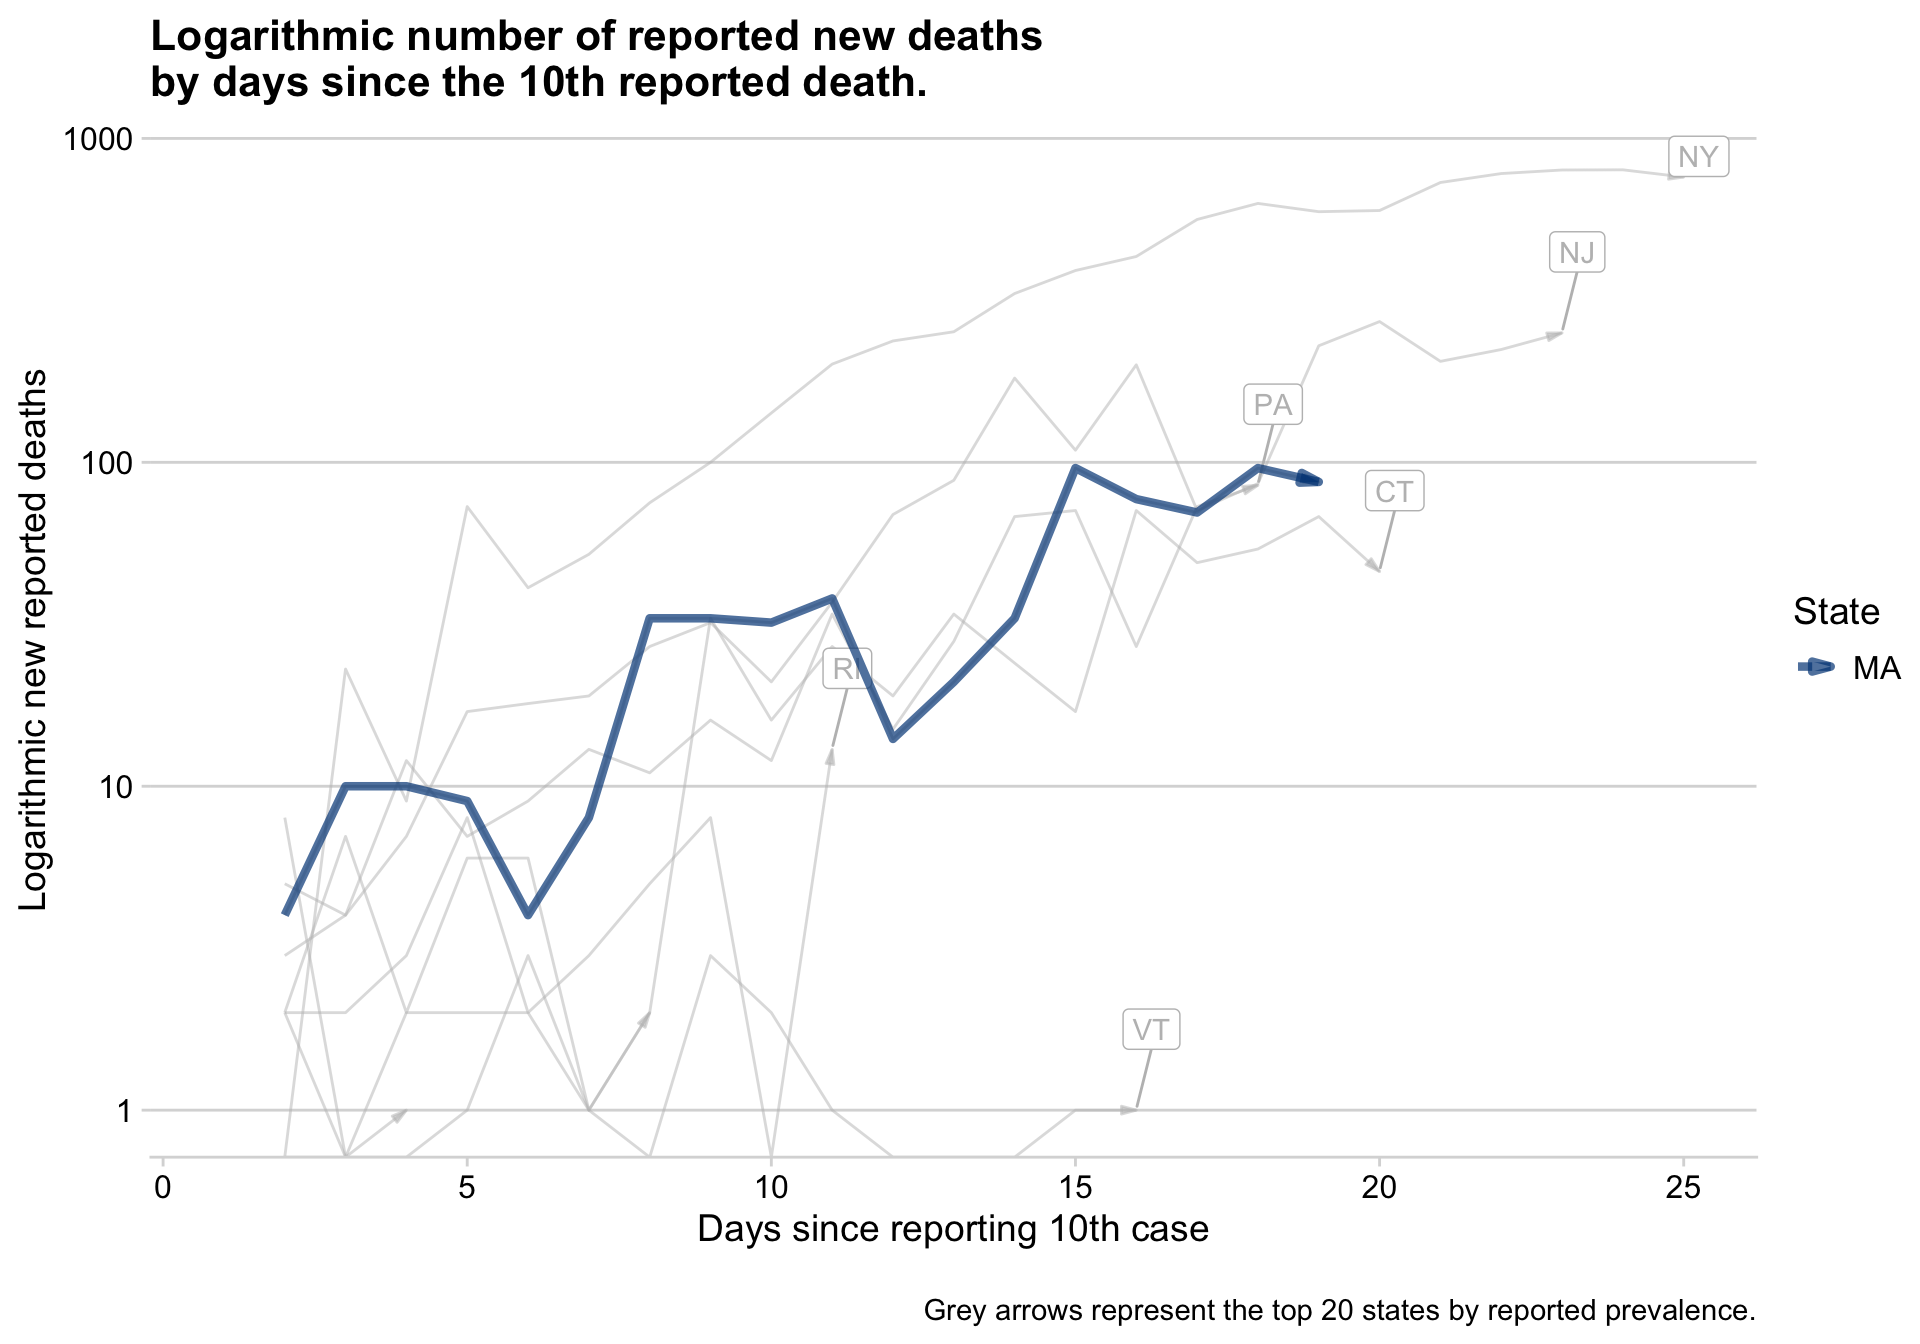 Logarithmic number of reported new deaths
by days since the 10th reported death.
Logarithmic new reported deaths
1000
100
10
1
NY
NJ
PA
CT
RI
VT
State
MA
0 5 10 15 20 25
Days since reporting 10th case
Grey arrows represent the top 20 states by reported prevalence.